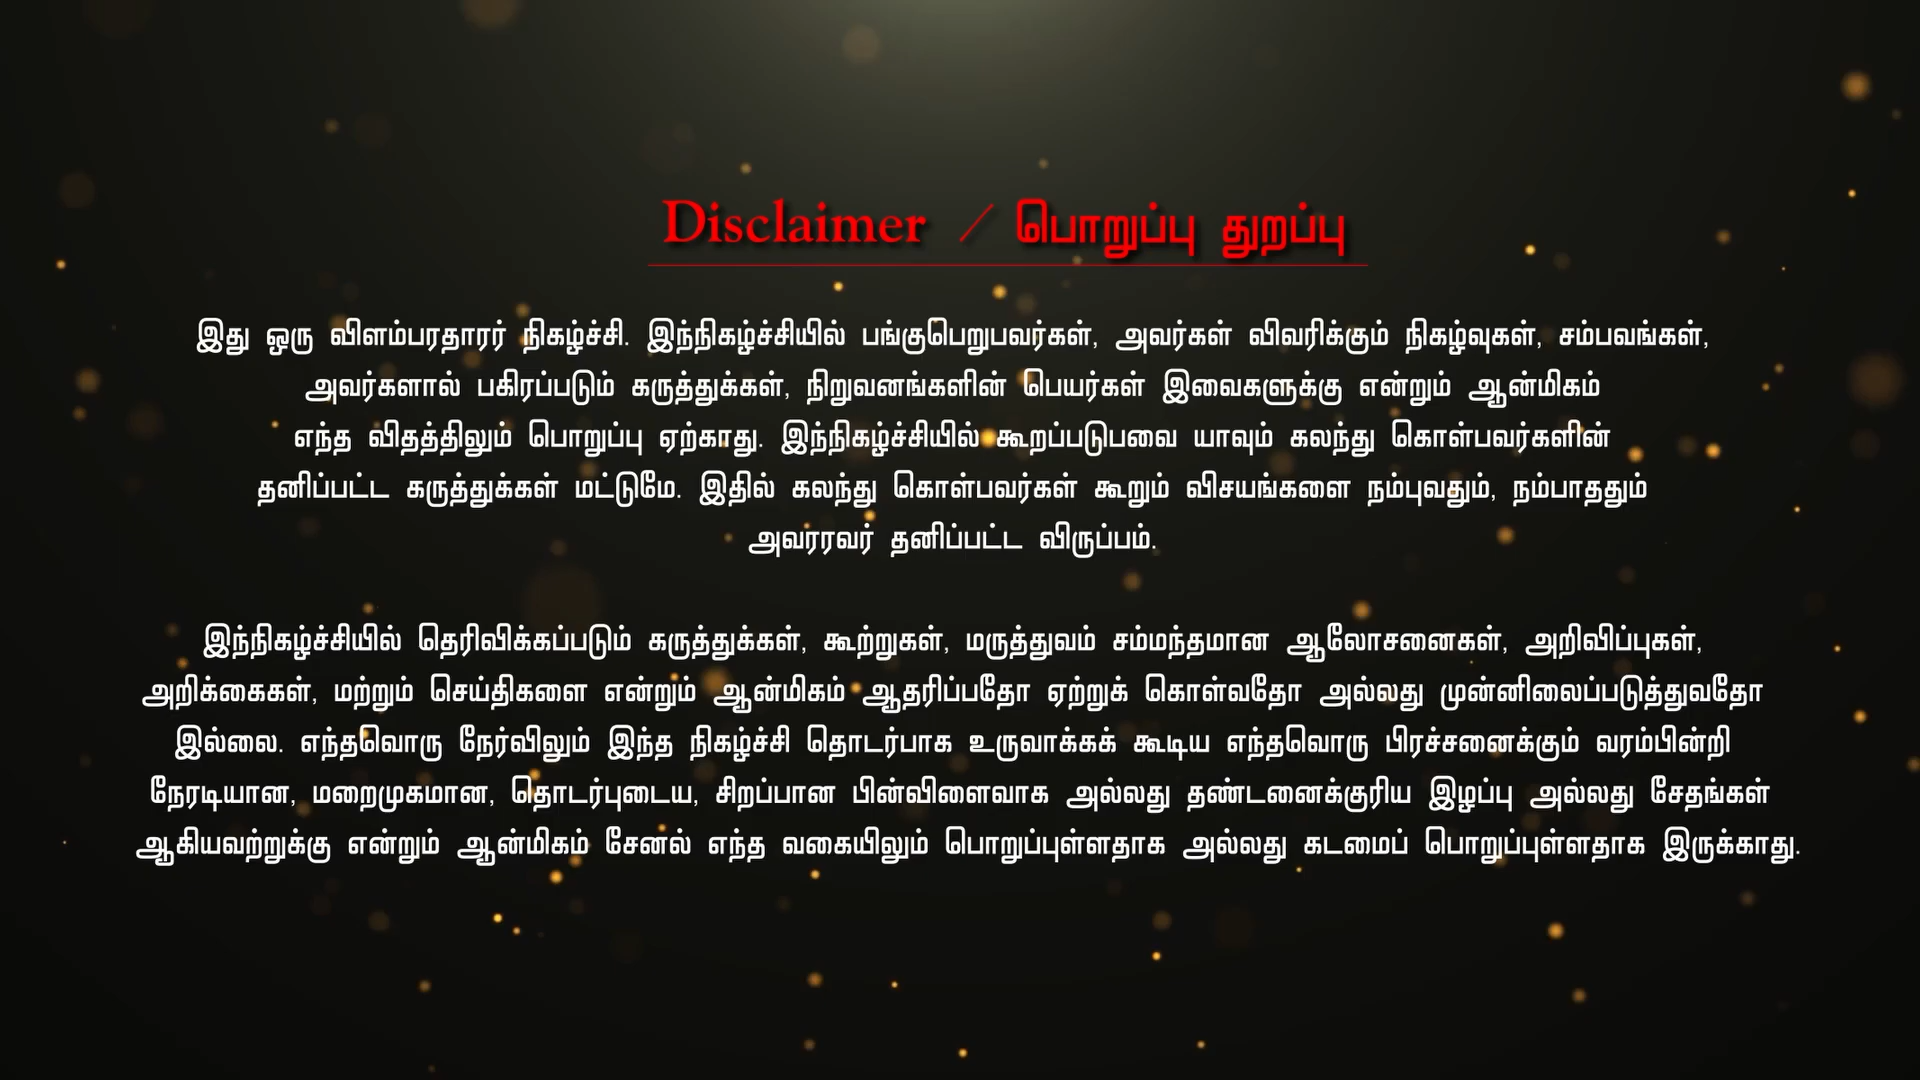 Disclaimer / பொறுப்பு துறப்பு
இது ஒரு விளம்பரதாரர் நிகழ்ச்சி. இந்நிகழ்ச்சியில் பங்குபெறுபவர்கள், அவர்கள் விவரிக்கும் நிகழ்வுகள், சம்பவங்கள்,
அவர்களால் பகிரப்படும் கருத்துக்கள், நிறுவனங்களின் பெயர்கள் இவைகளுக்கு என்றும் ஆன்மிகம்
எந்த விதத்திலும் பொறுப்பு ஏற்காது. இந்நிகழ்ச்சியில் கூறப்படுபவை யாவும் கலந்து கொள்பவர்களின்
தனிப்பட்ட கருத்துக்கள் மட்டுமே. இதில் கலந்து கொள்பவர்கள் கூறும் விசயங்களை நம்புவதும், நம்பாததும்
அவரரவர் தனிப்பட்ட விருப்பம்.
இந்நிகழ்ச்சியில் தெரிவிக்கப்படும் கருத்துக்கள், கூற்றுகள், மருத்துவம் சம்மந்தமான ஆலோசனைகள், அறிவிப்புகள்,
அறிக்கைகள், மற்றும் செய்திகளை என்றும் ஆன்மிகம் ஆதரிப்பதோ ஏற்றுக் கொள்வதோ அல்லது முன்னிலைப்படுத்துவதோ
இல்லை. எந்தவொரு நேர்விலும் இந்த நிகழ்ச்சி தொடர்பாக உருவாக்கக் கூடிய எந்தவொரு பிரச்சனைக்கும் வரம்பின்றி
நேரடியான, மறைமுகமான, தொடர்புடைய, சிறப்பான பின்விளைவாக அல்லது தண்டனைக்குரிய இழப்பு அல்லது சேதங்கள்
ஆகியவற்றுக்கு என்றும் ஆன்மிகம் சேனல் எந்த வகையிலும் பொறுப்புள்ளதாக அல்லது கடமைப் பொறுப்புள்ளதாக இருக்காது.